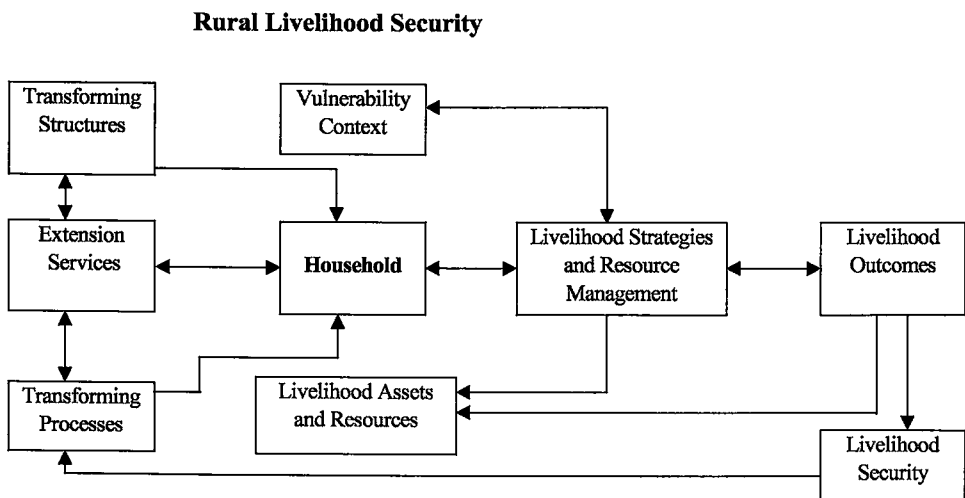 Rural Livelihood Security
Transforming
Structures
Vulnerability
Context
Extension
Services
Household
Livelihood Strategies
and Resource
Management
Livelihood
Outcomes
Transforming
Processes
Livelihood Assets
and Resources
Livelihood
Security